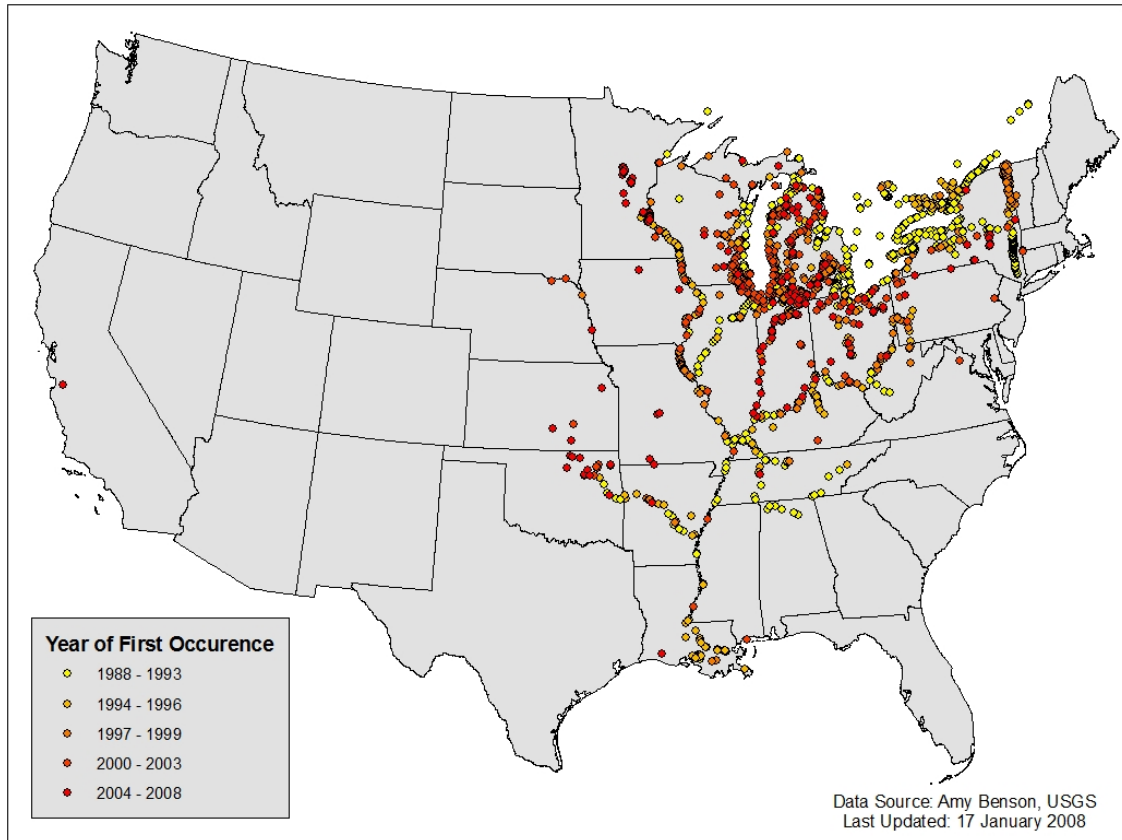 Year of First Occurence
1988 - 1993
1994 - 1996
1997 - 1999
2000 - 2003
2004 - 2008
Data Source: Amy Benson, USGS
Last Updated: 17 January 2008